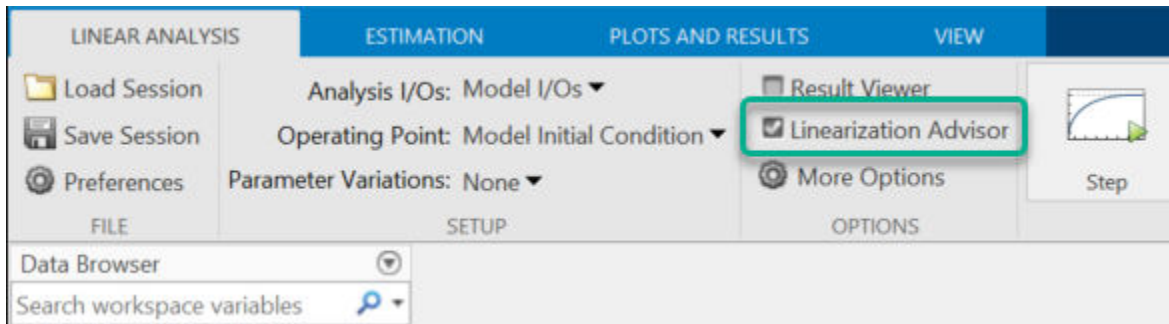 LINEAR ANALYSIS ESTIMATION PLOTS AND RESULTS VIEW
Load Session Analysis I/Os: Model I/Os Result Viewer
Save Session Operating Point: Model Initial Condition Linearization Advisor
Preferences Parameter Variations: None More Options Step
FILE SETUP OPTIONS
Data Browser
Search workspace variables